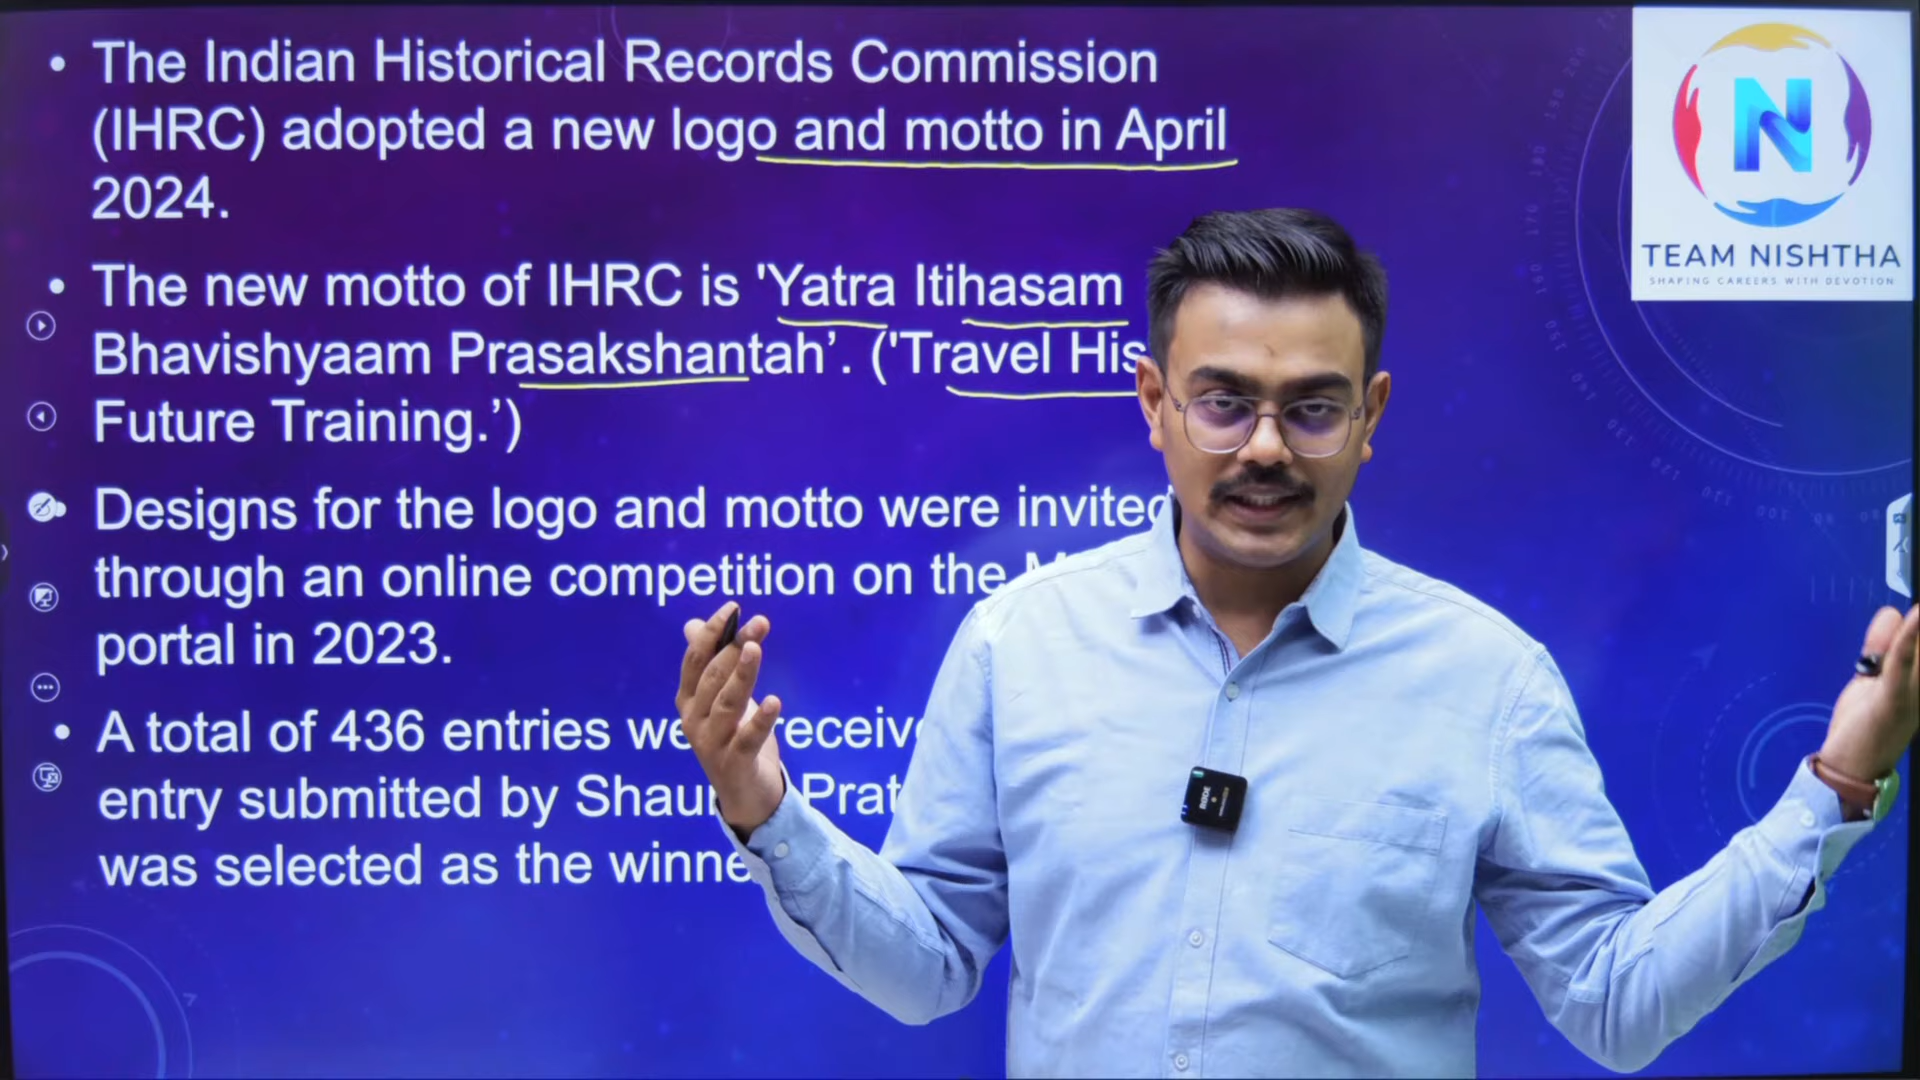 The Indian Historical Records Commission
(IHRC) adopted a new logo and motto in April
2024.
The new motto of IHRC is 'Yatra Itihasam
Bhavishyaam Prasakshantah’. ('Travel His
Future Training.’)
Designs for the logo and motto were invited
through an online competition on the
portal in 2023.
A total of 436 entries we receive
entry submitted by Shau Prat
was selected as the winne
N
TEAM NISHTHA
SHAPING CAREERS WITH DEVOTION
RODE